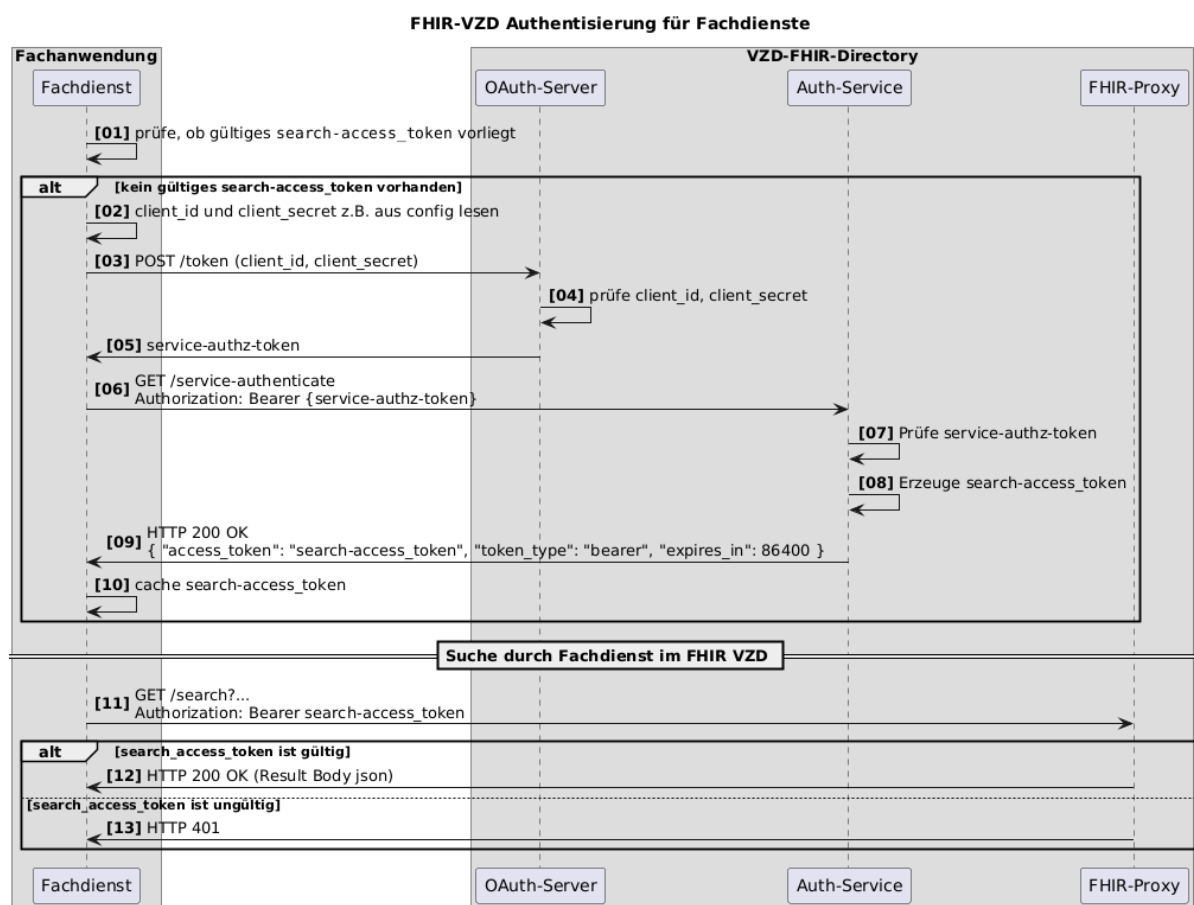 FHIR-VZD Authentisierung für Fachdienste
Fachanwendung
VZD-FHIR-Directory
Fachdienst
OAuth-Server
Auth-Service
FHIR-Proxy
[01] prüfe, ob gültiges search-access_token vorliegt
alt [kein gültiges search-access_token vorhanden]
[02] client_id und client_secret z.B. aus config lesen
[03] POST /token (client_id, client_secret)
[04] prüfe client_id, client_secret
[05] service-authz-token
[06] GET /service-authenticate
Authorization: Bearer {service-authz-token}
[07] Prüfe service-authz-token
[08] Erzeuge search-access_token
[09] HTTP 200 OK
{ "access_token": "search-access_token", "token_type": "bearer", "expires_in": 86400 }
[10] cache search-access_token
Suche durch Fachdienst im FHIR VZD
[11] GET /search?...
Authorization: Bearer search-access_token
alt [search_access_token ist gültig]
[12] HTTP 200 OK (Result Body json)
[search_access_token ist ungültig]
[13] HTTP 401
Fachdienst
OAuth-Server
Auth-Service
FHIR-Proxy